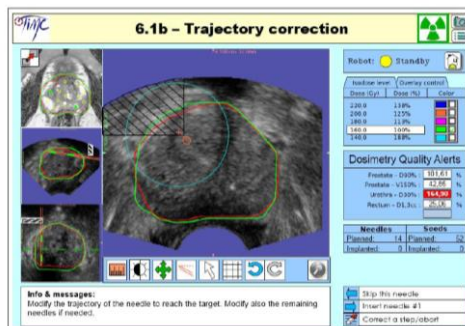 TIMC
6.1b – Trajectory correction
Robot: Standby
Isodose level Overlay control
Dose (Gy) Dose (%) Color
220.0 138%
200.0 125%
180.0 113%
160.0 100%
140.0
Dosimetry Quality Alerts
Prostate - D90%: 101,61 %
Prostate - V150%: 42,86 %
Urethra - D30%: 164,90 %
Rectum - %
Needles Seeds
Planned: 14 Planned: 52
Implanted: 0 Implanted: 0
Info & messages:
Modify the trajectory of the needle to reach the target. Modify also the remaining
needles if needed.
Skip this needle
Insert needle #1
Correct a step/abort